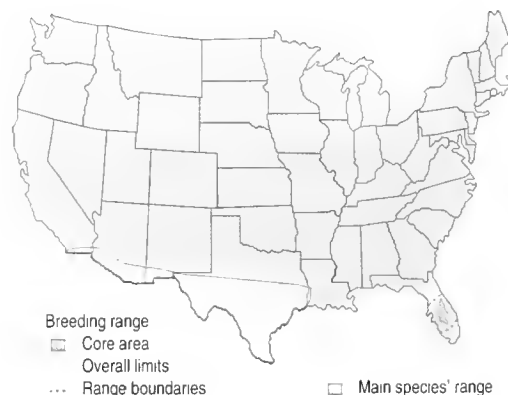 Breeding range
Core area
Overall limits
Range boundaries
Main species' range